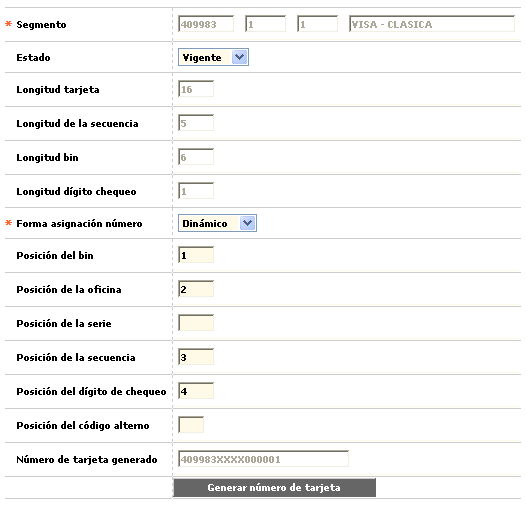 * Segmento 409983 1 1 VISA - CLASICA
Estado Vigente
Longitud tarjeta 16
Longitud de la secuencia 5
Longitud bin 6
Longitud dígito chequeo 1
* Forma asignación número Dinámico
Posición del bin 1
Posición de la oficina 2
Posición de la serie
Posición de la secuencia 3
Posición del dígito de chequeo 4
Posición del código alterno
Número de tarjeta generado 409983XXXX000001
Generar número de tarjeta